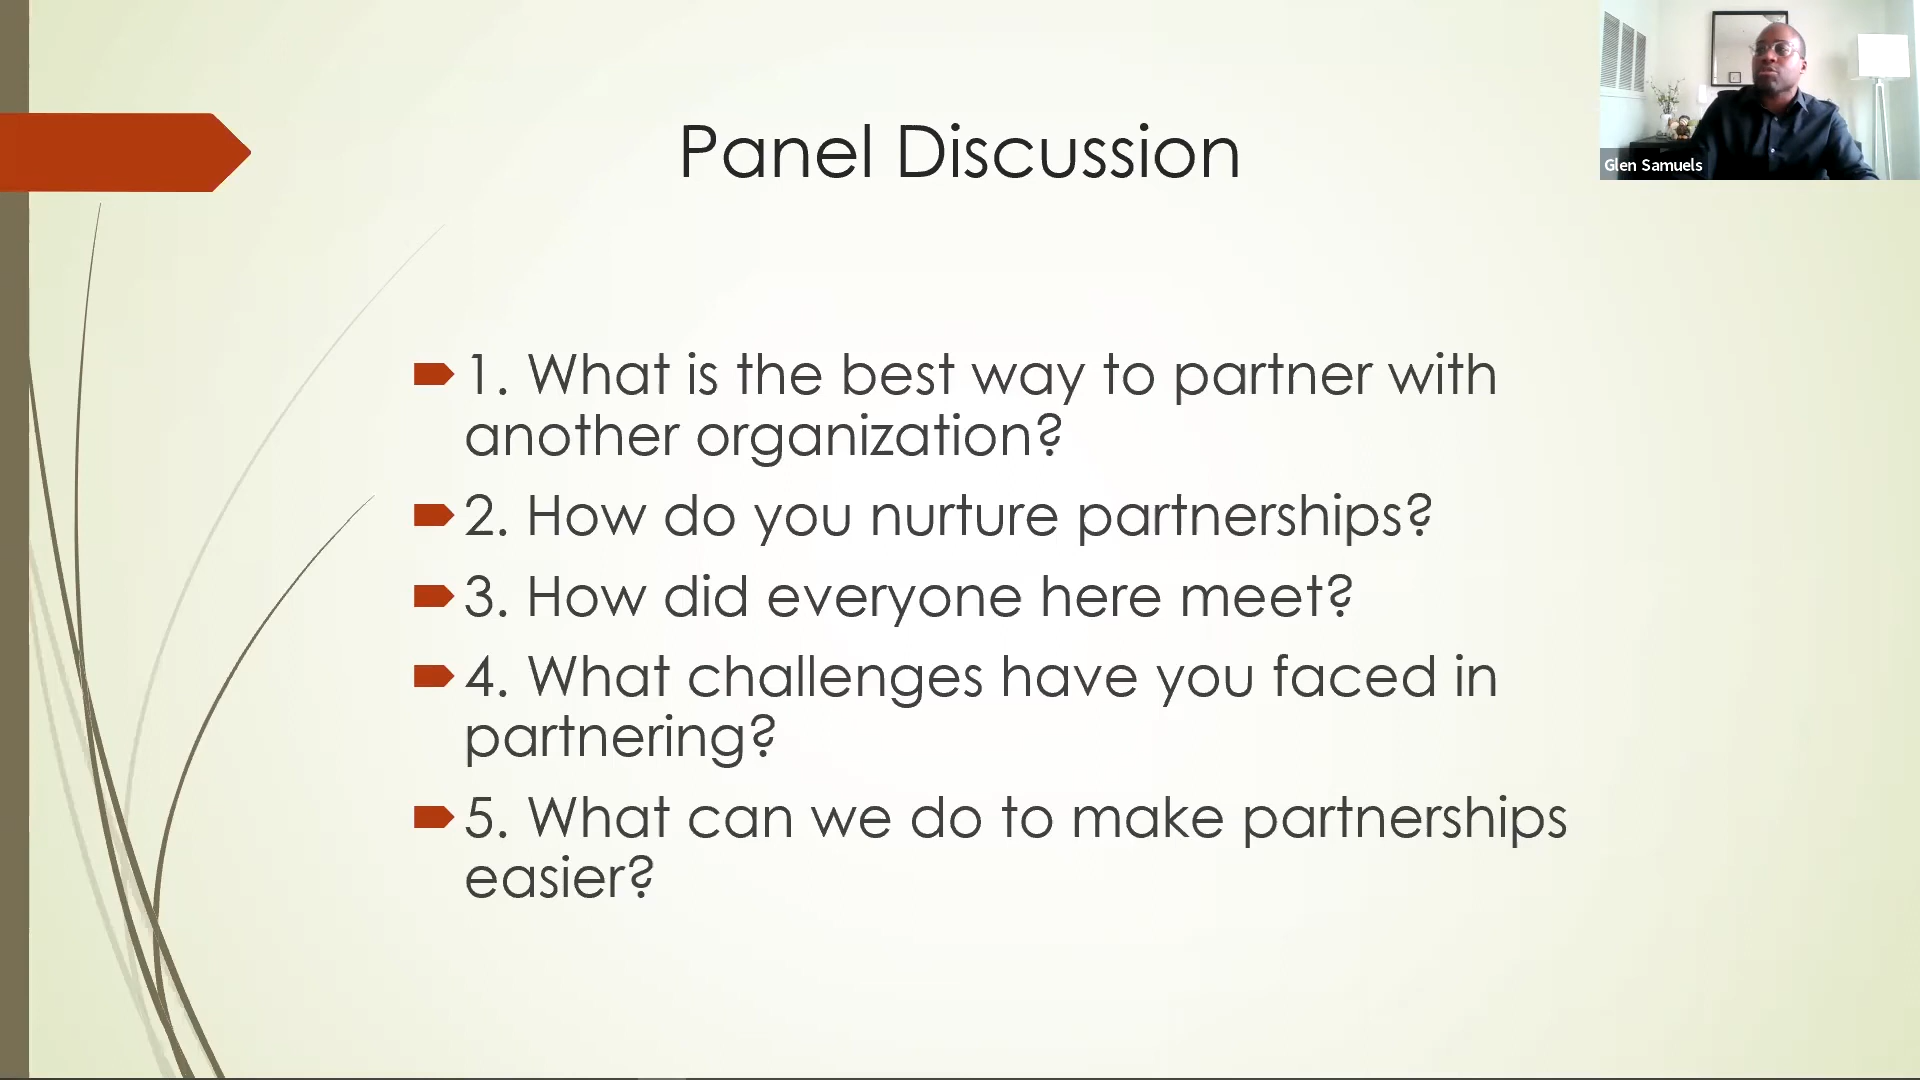 Panel Discussion
Glen Samuels
1. What is the best way to partner with
another organization?
2. How do you nurture partnerships?
3. How did everyone here meet?
4. What challenges have you faced in
partnering?
5. What can we do to make partnerships
easier?